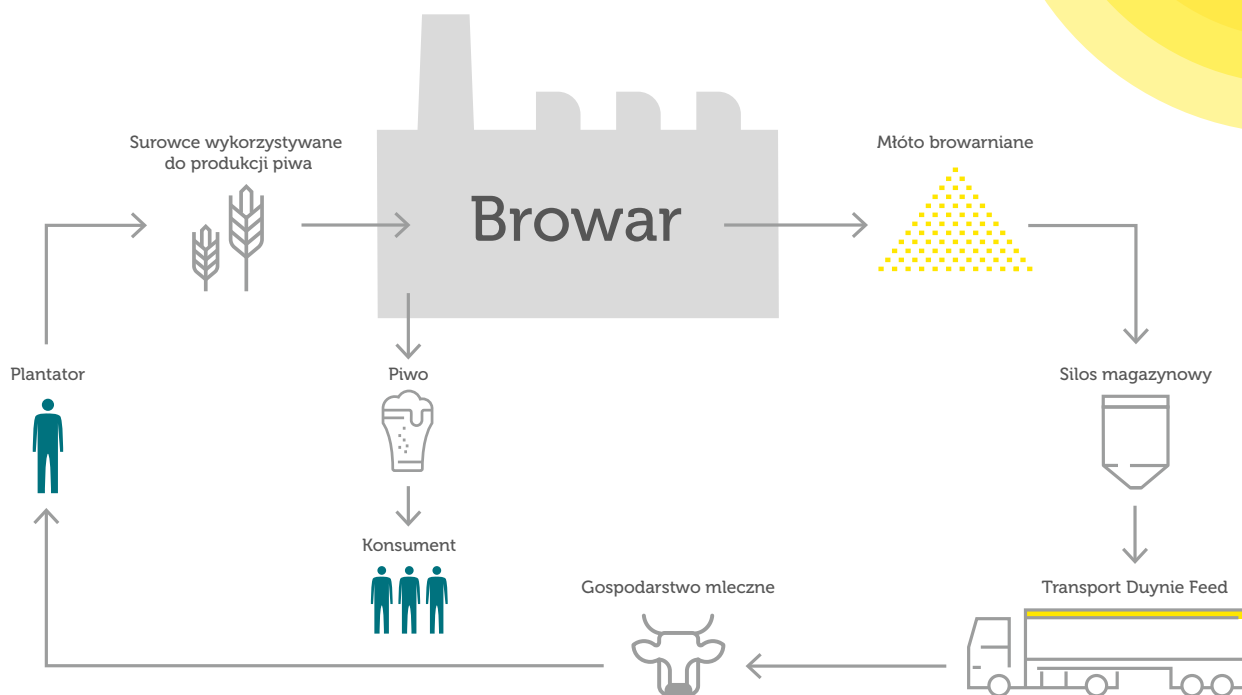 Surowce wykorzystywane
do produkcji piwa
Browar
Młóto browarniane
Plantator
Piwo
Silos magazynowy
Konsument
Gospodarstwo mleczne
Transport Duynie Feed